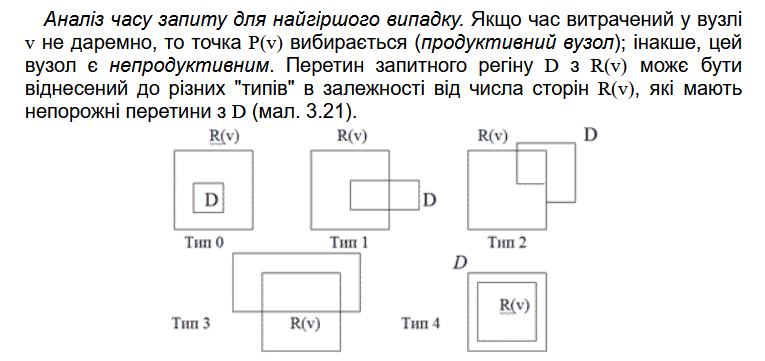 Аналіз часу запиту для найгіршого випадку. Якщо час витрачений у вузлі
v не даремно, то точка P(v) вибирається (продуктивний вузол); інакше, цей
вузол є непродуктивним. Перетин запитного регіну D з R(v) можє бути
віднесений до різних "типів" в залежності від числа сторін R(v), які мають
непорожні перетини з D (мал. 3.21).
R(v) R(v) R(v) D
D D
Тип 0 Тип 1 Тип 2
D
R(v)
Тип 3 R(v) Тип 4